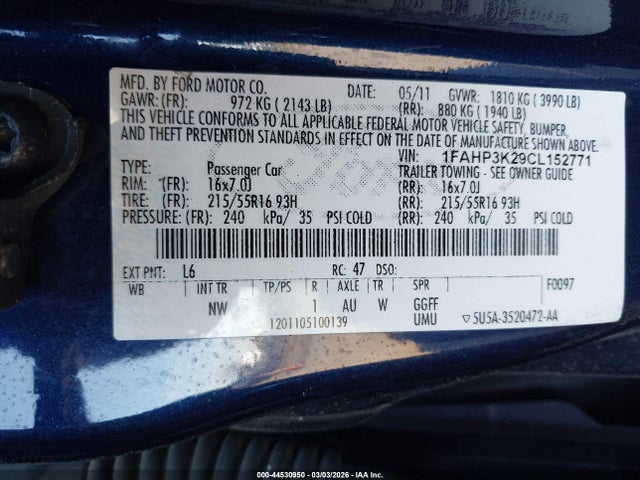 MFD. BY FORD MOTOR CO. 05/11 GVWR: 1810 KG ( 3990 LB)
GAWR: (FR): 972 KG ( 2143 LB) (RR): 880 KG ( 1940 LB)
THIS VEHICLE CONFORMS TO ALL APPLICABLE FEDERAL MOTOR VEHICLE SAFETY, BUMPER,
AND THEFT PREVENTION STANDARDS IN EFFECT ON THE DATE OF MANUFACTURE SHOWN ABOVE.
VIN: 1FAHP3K29CL152771
TYPE: Passenger Car TRAILER TOWING - SEE OWNER GUIDE
RIM: (FR): 16x7.0J (RR): 16x7.0J
TIRE: (FR): 215/55R16 93H (RR): 215/55R16 93H
PRESSURE: (FR): 240 kPa/ 35 PSI COLD (RR): 240 kPa/ 35 PSI COLD
EXT PNT: L6 RC: 47 DSO: F0097
WB INT TR TP/PS R AXLE TR SPR
NW 1 AU W GGFF
1201105100139 UMU ▽5U5A-3520472-AA
000-44530950 - 03/03/2026 - IAA Inc.